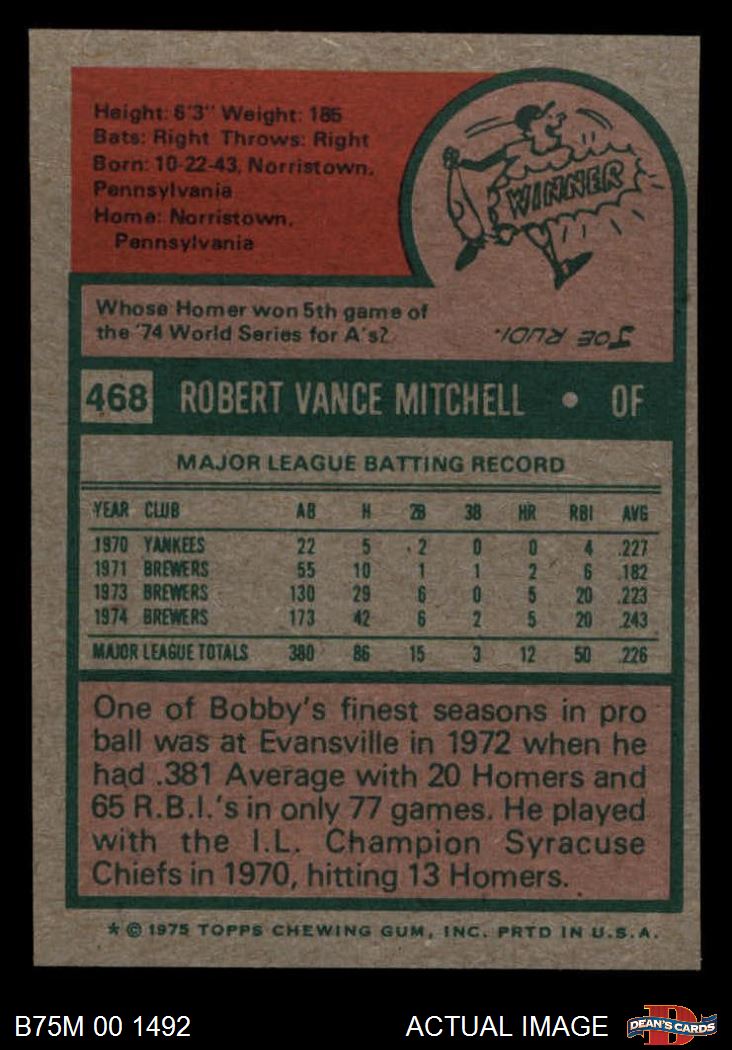 Height: 6'3" Weight: 185
Bats: Right Throws: Right
Born: 10-22-43, Norristown,
Pennsylvania
Home: Norristown,
Pennsylvania
WINNER
Whose Homer won 5th game of
the '74 World Series for A's?
JOE RUDI.
468 ROBERT VANCE MITCHELL • OF
MAJOR LEAGUE BATTING RECORD
YEAR CLUB AB H 2B 3B HR RBI AVG
1970 YANKEES 22 5 2 0 0 4 .227
1971 BREWERS 55 10 1 1 2 6 .182
1973 BREWERS 130 29 6 0 5 20 .223
1974 BREWERS 173 42 6 2 5 20 .243
MAJOR LEAGUE TOTALS 380 86 15 3 12 50 .226
One of Bobby's finest seasons in pro
ball was at Evansville in 1972 when he
had .381 Average with 20 Homers and
65 R.B.I.'s in only 77 games. He played
with the I.L. Champion Syracuse
Chiefs in 1970, hitting 13 Homers.
* © 1975 TOPPS CHEWING GUM, INC. PRTD IN U.S.A.
B75M 00 1492 ACTUAL IMAGE D DEAN'S CARDS